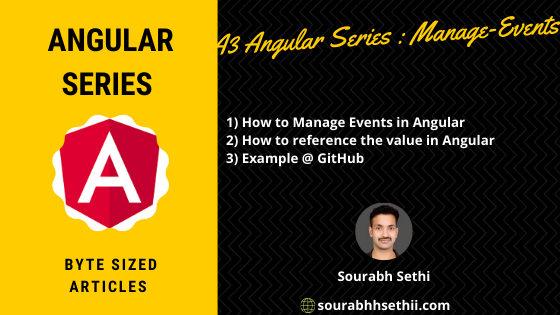 ANGULAR
SERIES
A
BYTE SIZED
ARTICLES
A3 Angular Series : Manage-Events
1) How to Manage Events in Angular
2) How to reference the value in Angular
3) Example @ GitHub
Sourabh Sethi
sourabhhsethii.com